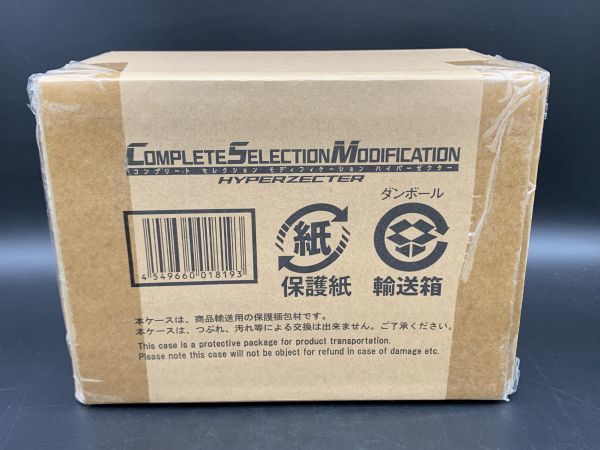 COMPLETE SELECTION MODIFICATION
コンプリート セレクション モディフィケーション ハイパーゼクター
HYPERZECTER
ダンボール
紙
4 549660 018193
保護紙 輸送箱
本ケースは、商品輸送用の保護梱包材です。
本ケースは、つぶれ、汚れ等による交換は出来ません。ご了承ください。
This case is a protective package for product transportation.
Please note this case will not be object for refund in case of damage etc.